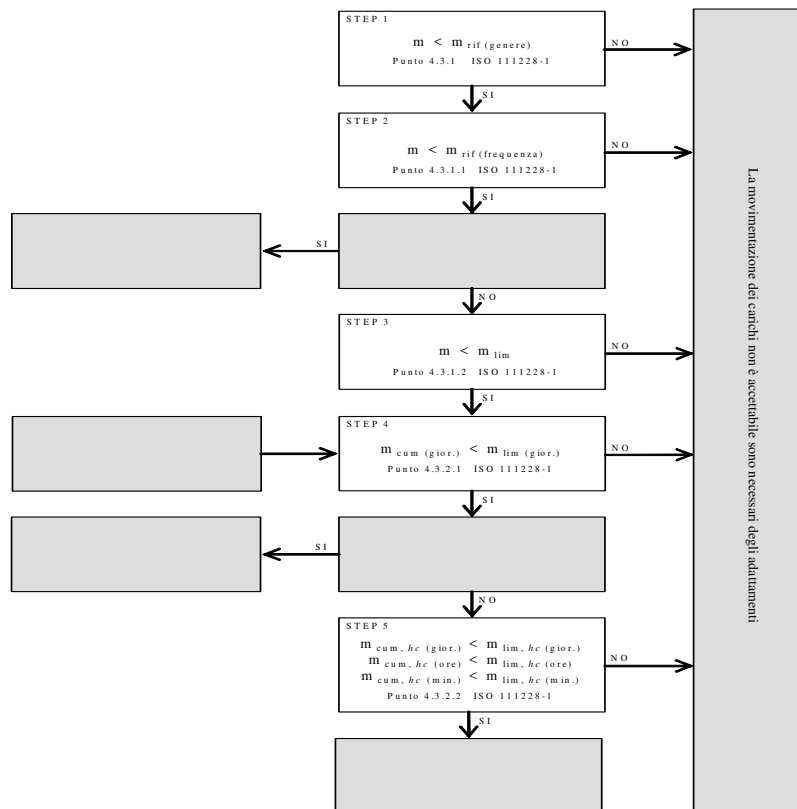 STEP 1
m < m rif (genere)
Punto 4.3.1 ISO 111228-1
NO
SI
STEP 2
m < m rif (frequenza)
Punto 4.3.1.1 ISO 111228-1
NO
SI
SI
NO
STEP 3
m < m lim
Punto 4.3.1.2 ISO 111228-1
NO
SI
STEP 4
m cum (gior.) < m lim (gior.)
Punto 4.3.2.1 ISO 111228-1
NO
SI
SI
NO
STEP 5
m cum, hc (gior.) < m lim, hc (gior.)
m cum, hc (ore) < m lim, hc (ore)
m cum, hc (min.) < m lim, hc (min.)
Punto 4.3.2.2 ISO 111228-1
NO
SI
La movimentazione dei carichi non è accettabile sono necessari degli adattamenti